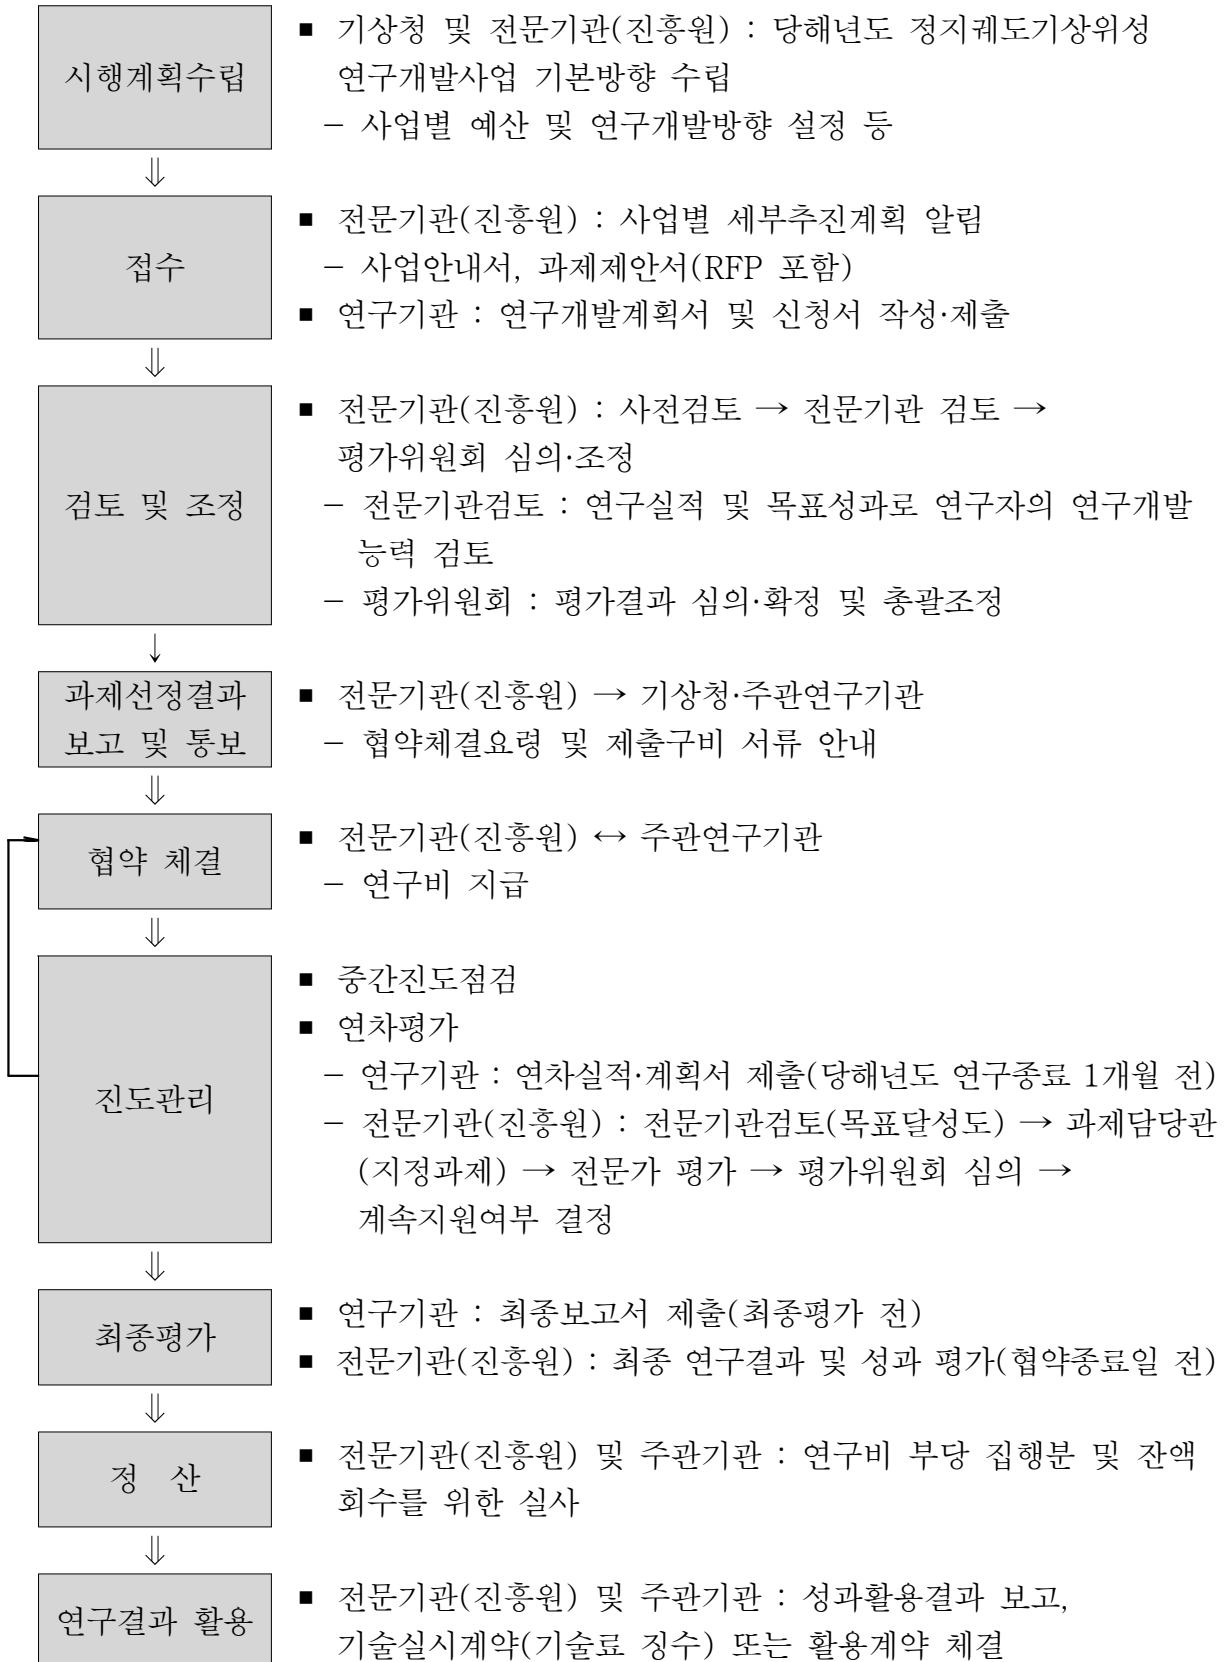 시행계획수립
■ 기상청 및 전문기관(진흥원) : 당해년도 정지궤도기상위성
연구개발사업 기본방향 수립
- 사업별 예산 및 연구개발방향 설정 등
⇓
접수
■ 전문기관(진흥원) : 사업별 세부추진계획 알림
- 사업안내서, 과제제안서(RFP 포함)
■ 연구기관 : 연구개발계획서 및 신청서 작성·제출
⇓
검토 및 조정
■ 전문기관(진흥원) : 사전검토 → 전문기관 검토 →
평가위원회 심의·조정
- 전문기관검토 : 연구실적 및 목표성과로 연구자의 연구개발
능력 검토
- 평가위원회 : 평가결과 심의·확정 및 총괄조정
↓
과제선정결과
보고 및 통보
■ 전문기관(진흥원) → 기상청·주관연구기관
- 협약체결요령 및 제출구비 서류 안내
⇓
협약 체결
■ 전문기관(진흥원) ↔ 주관연구기관
- 연구비 지급
⇓
진도관리
■ 중간진도점검
■ 연차평가
- 연구기관 : 연차실적·계획서 제출(당해년도 연구종료 1개월 전)
- 전문기관(진흥원) : 전문기관검토(목표달성도) → 과제담당관
(지정과제) → 전문가 평가 → 평가위원회 심의 →
계속지원여부 결정
⇓
최종평가
■ 연구기관 : 최종보고서 제출(최종평가 전)
■ 전문기관(진흥원) : 최종 연구결과 및 성과 평가(협약종료일 전)
⇓
정 산
■ 전문기관(진흥원) 및 주관기관 : 연구비 부당 집행분 및 잔액
회수를 위한 실사
⇓
연구결과 활용
■ 전문기관(진흥원) 및 주관기관 : 성과활용결과 보고,
기술실시계약(기술료 징수) 또는 활용계약 체결